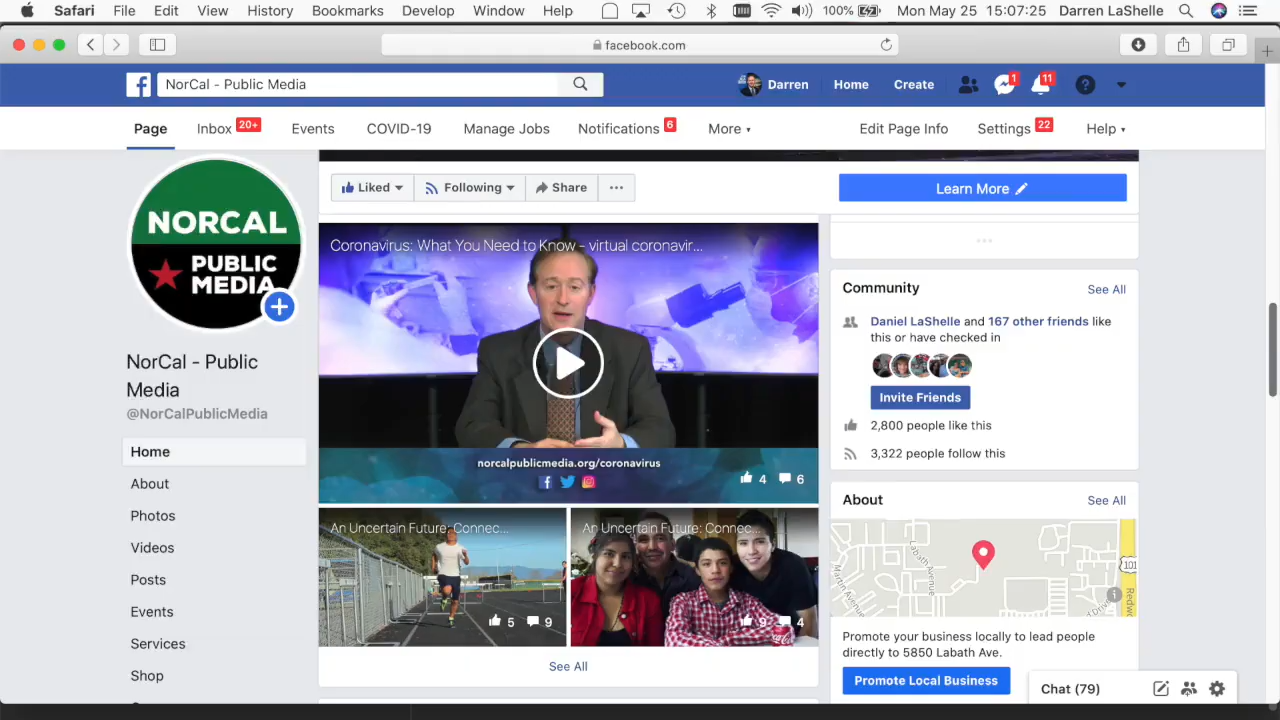 Safari File Edit View History Bookmarks Develop Window Help 100% Mon May 25 15:07:25 Darren LaShelle
facebook.com
NorCal - Public Media
Darren Home Create 1 11
Page Inbox 20+ Events COVID-19 Manage Jobs Notifications 6 More Edit Page Info Settings 22 Help
NORCAL
PUBLIC
MEDIA
NorCal - Public
Media
@NorCalPublicMedia
Home
About
Photos
Videos
Posts
Events
Services
Shop
Liked Following Share ...
Learn More
Coronavirus: What You Need to Know - virtual coronavir...
norcalpublicmedia.org/coronavirus
4 6
An Uncertain Future: Connec...
5 9
An Uncertain Future: Connec...
9 4
See All
Community See All
Daniel LaShelle and 167 other friends like
this or have checked in
Invite Friends
2,800 people like this
3,322 people follow this
About See All
Labath Avenue
Martin Avenue
101
Promote your business locally to lead people
directly to 5850 Labath Ave.
Promote Local Business
Chat (79)